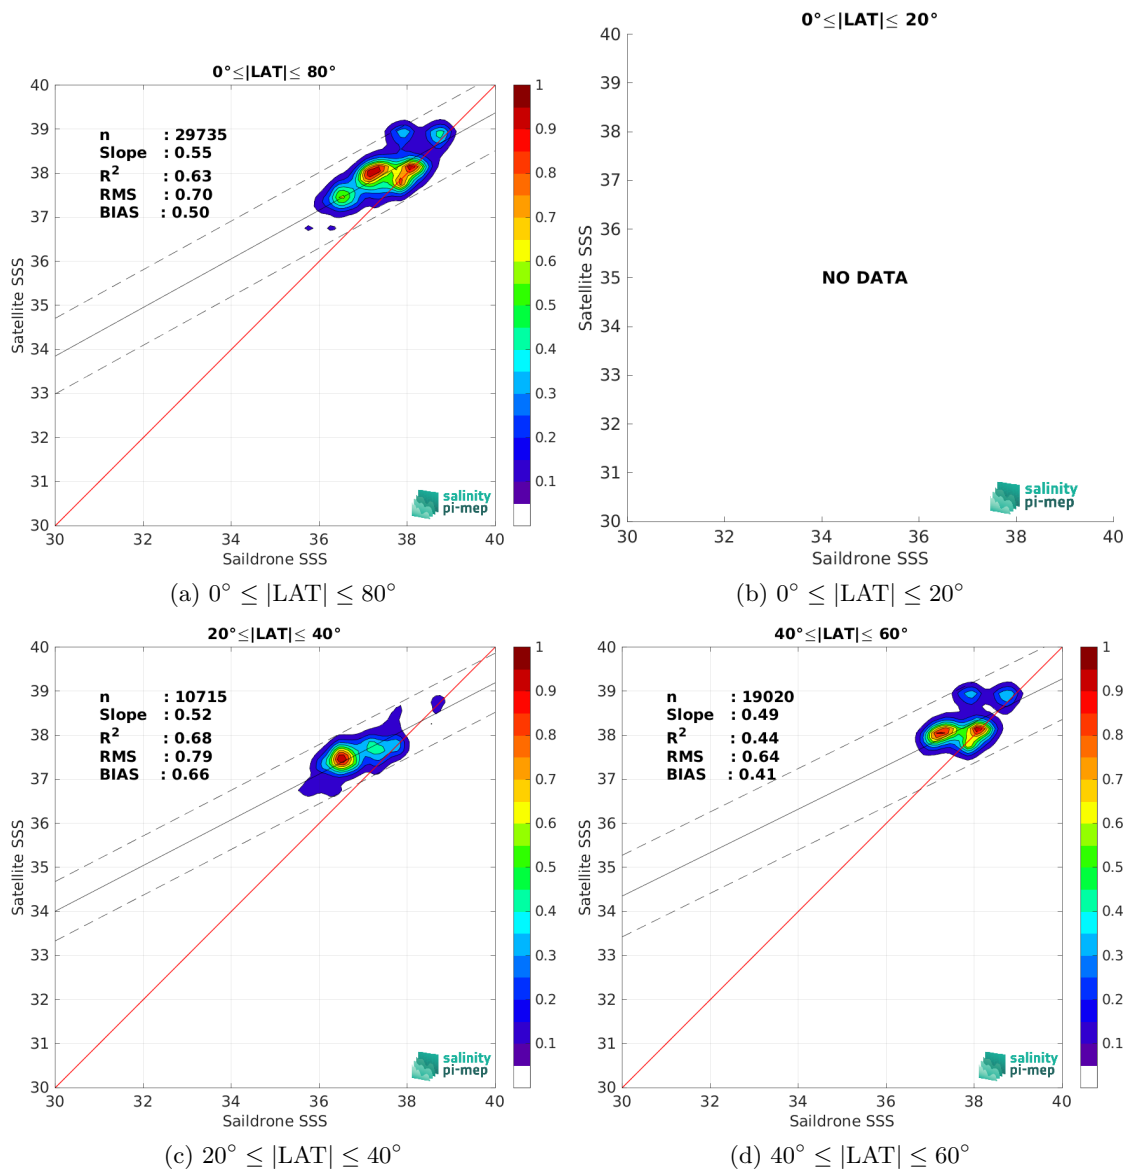 0°≤|LAT|≤ 80°
40
39
38
37
36
35
34
33
32
31
30
Satellite SSS
n : 29735
Slope : 0.55
R² : 0.63
RMS : 0.70
BIAS : 0.50
salinity
pi-mep
30 32 34 36 38 40
Saildrone SSS
1
0.9
0.8
0.7
0.6
0.5
0.4
0.3
0.2
0.1
(a) 0° ≤ |LAT| ≤ 80°
0°≤|LAT|≤ 20°
40
39
38
37
36
35
34
33
32
31
30
Satellite SSS
NO DATA
salinity
pi-mep
30 32 34 36 38 40
Saildrone SSS
(b) 0° ≤ |LAT| ≤ 20°
20°≤|LAT|≤ 40°
40
39
38
37
36
35
34
33
32
31
30
Satellite SSS
n : 10715
Slope : 0.52
R² : 0.68
RMS : 0.79
BIAS : 0.66
salinity
pi-mep
30 32 34 36 38 40
Saildrone SSS
1
0.9
0.8
0.7
0.6
0.5
0.4
0.3
0.2
0.1
(c) 20° ≤ |LAT| ≤ 40°
40°≤|LAT|≤ 60°
40
39
38
37
36
35
34
33
32
31
30
Satellite SSS
n : 19020
Slope : 0.49
R² : 0.44
RMS : 0.64
BIAS : 0.41
salinity
pi-mep
30 32 34 36 38 40
Saildrone SSS
1
0.9
0.8
0.7
0.6
0.5
0.4
0.3
0.2
0.1
(d) 40° ≤ |LAT| ≤ 60°